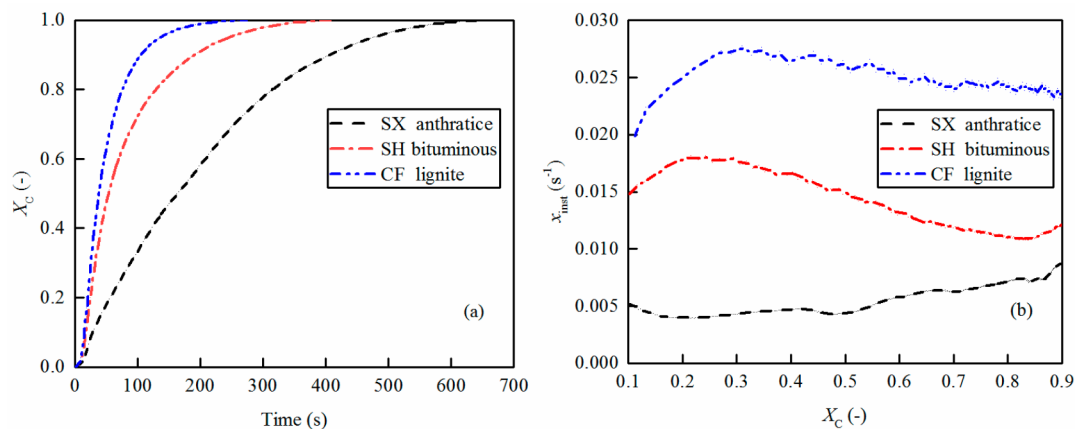 1.0
0.8
0.6
0.4
0.2
0.0
X_C (-)
SX anthratice
SH bituminous
CF lignite
(a)
0 100 200 300 400 500 600 700
Time (s)
0.030
0.025
0.020
0.015
0.010
0.005
0.000
x_inst (s⁻¹)
SX anthratice
SH bituminous
CF lignite
(b)
0.1 0.2 0.3 0.4 0.5 0.6 0.7 0.8 0.9
X_C (-)